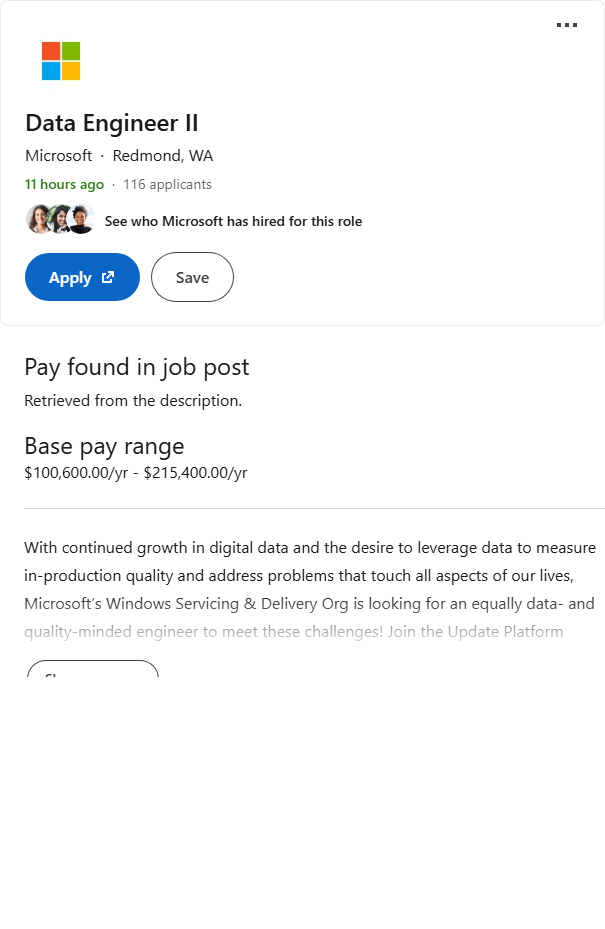 Data Engineer II
Microsoft · Redmond, WA
11 hours ago · 116 applicants
See who Microsoft has hired for this role
Apply
Save
Pay found in job post
Retrieved from the description.
Base pay range
$100,600.00/yr - $215,400.00/yr
With continued growth in digital data and the desire to leverage data to measure
in-production quality and address problems that touch all aspects of our lives,
Microsoft’s Windows Servicing & Delivery Org is looking for an equally data- and
quality-minded engineer to meet these challenges! Join the Update Platform